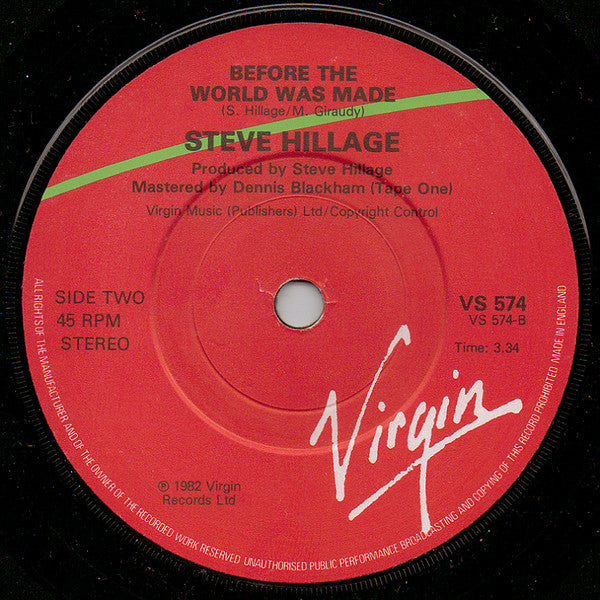 BEFORE THE
WORLD WAS MADE
(S. Hillage/M. Giraudy)
STEVE HILLAGE
Produced by Steve Hillage
Mastered by Dennis Blackham (Tape One)
Virgin Music (Publishers) Ltd/Copyright Control
SIDE TWO
45 RPM
STEREO
VS 574
VS 574-B
Time: 3.34
Virgin
℗ 1982 Virgin
Records Ltd
ALL RIGHTS OF THE MANUFACTURER AND OF THE OWNER OF THE RECORDED WORK RESERVED UNAUTHORISED PUBLIC PERFORMANCE BROADCASTING AND COPYING OF THIS RECORD PROHIBITED MADE IN ENGLAND